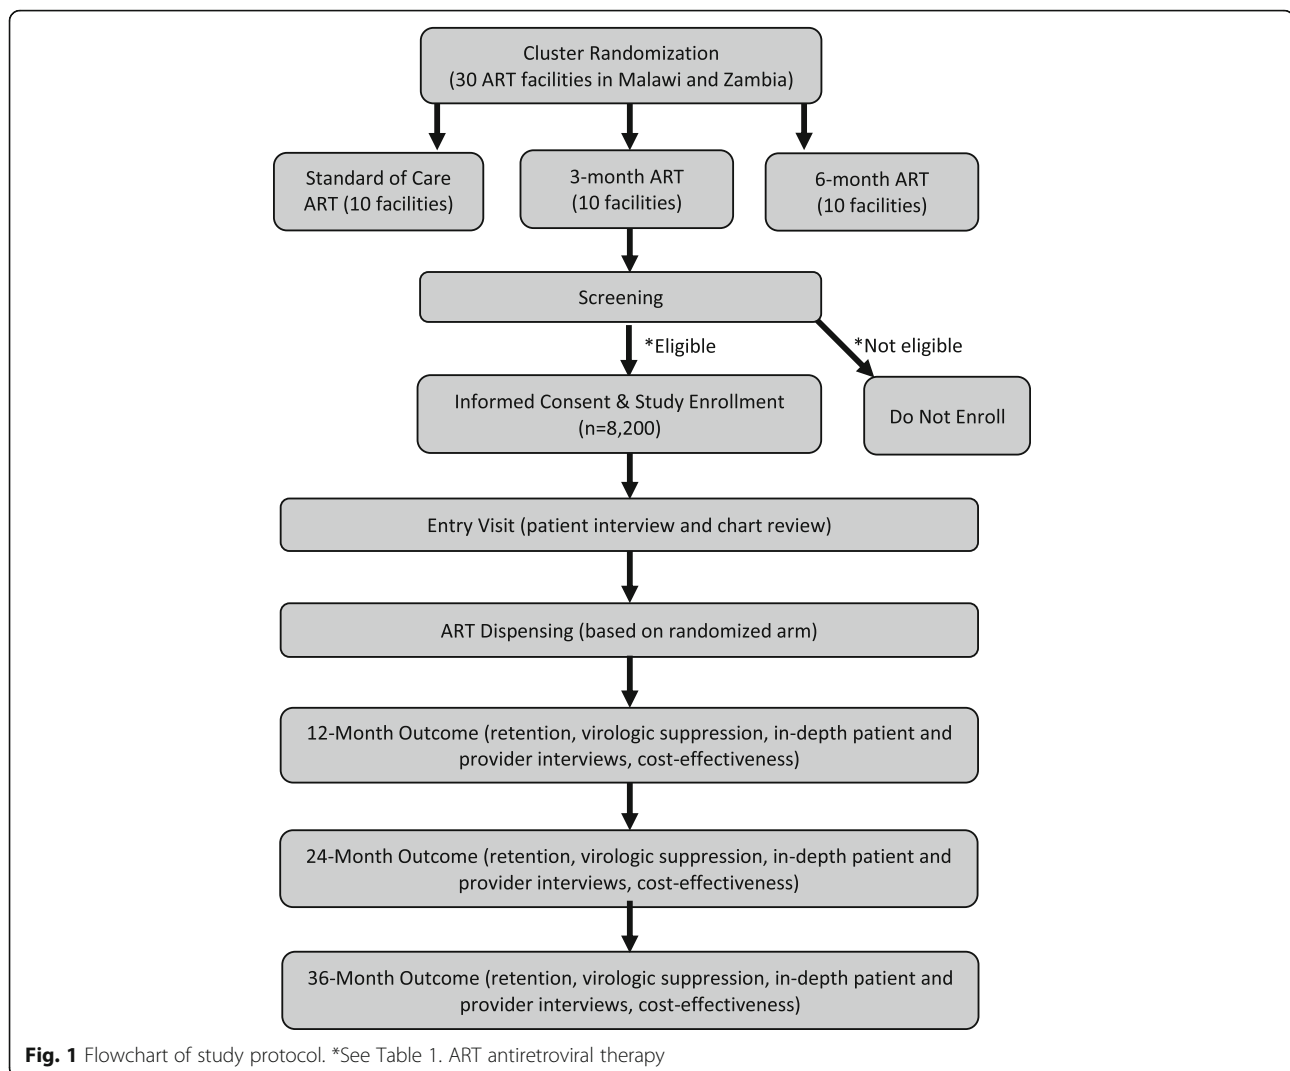 Cluster Randomization
(30 ART facilities in Malawi and Zambia)
Standard of Care
ART (10 facilities)
3-month ART
(10 facilities)
6-month ART
(10 facilities)
Screening
*Eligible
*Not eligible
Informed Consent & Study Enrollment
(n=8,200)
Do Not Enroll
Entry Visit (patient interview and chart review)
ART Dispensing (based on randomized arm)
12-Month Outcome (retention, virologic suppression, in-depth patient and
provider interviews, cost-effectiveness)
24-Month Outcome (retention, virologic suppression, in-depth patient and
provider interviews, cost-effectiveness)
36-Month Outcome (retention, virologic suppression, in-depth patient and
provider interviews, cost-effectiveness)
Fig. 1 Flowchart of study protocol. *See Table 1. ART antiretroviral therapy